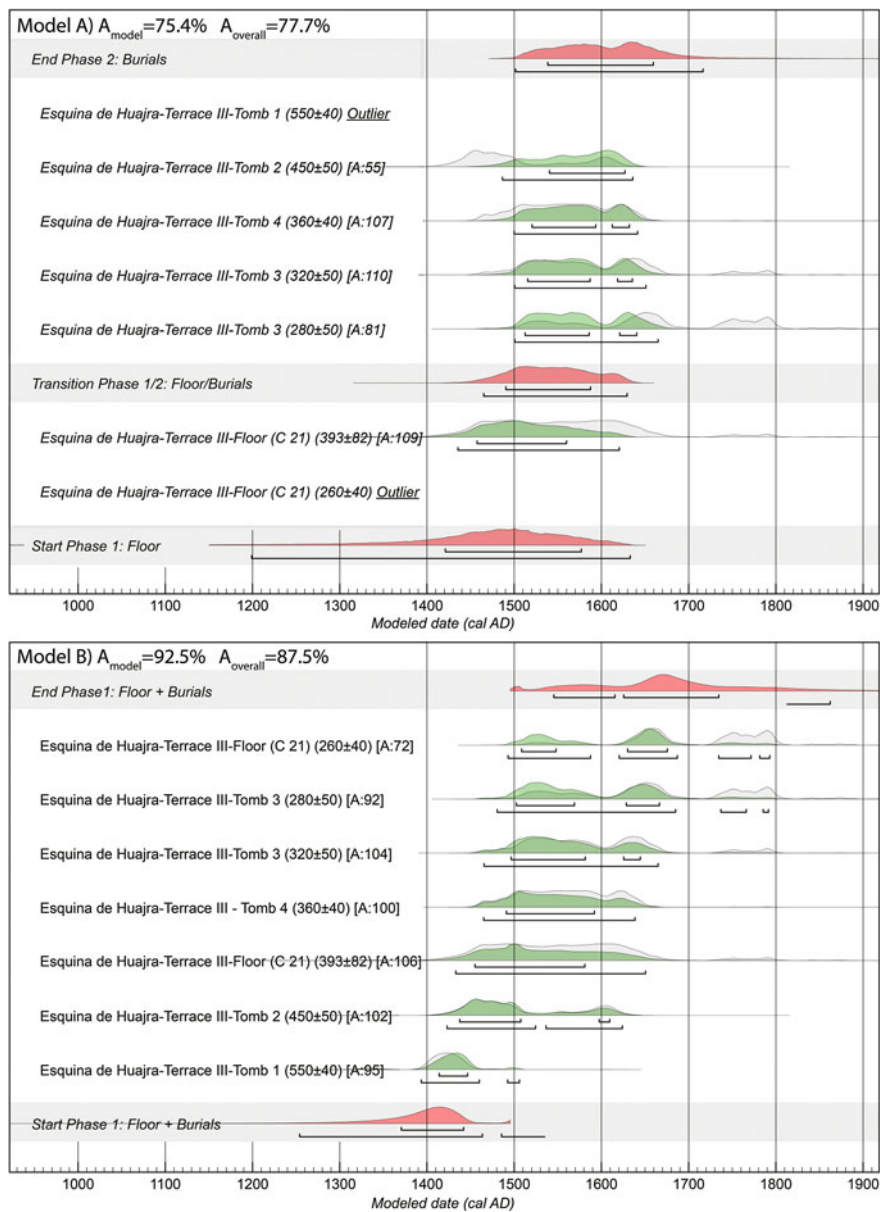 Model A) Amodel=75.4% Aoverall=77.7%
End Phase 2: Burials
Esquina de Huajra-Terrace III-Tomb 1 (550±40) Outlier
Esquina de Huajra-Terrace III-Tomb 2 (450±50) [A:55]
Esquina de Huajra-Terrace III-Tomb 4 (360±40) [A:107]
Esquina de Huajra-Terrace III-Tomb 3 (320±50) [A:110]
Esquina de Huajra-Terrace III-Tomb 3 (280±50) [A:81]
Transition Phase 1/2: Floor/Burials
Esquina de Huajra-Terrace III-Floor (C 21) (393±82) [A:109]
Esquina de Huajra-Terrace III-Floor (C 21) (260±40) Outlier
Start Phase 1: Floor
1000 1100 1200 1300 1400 1500 1600 1700 1800 1900
Modeled date (cal AD)
Model B) Amodel=92.5% Aoverall=87.5%
End Phase1: Floor + Burials
Esquina de Huajra-Terrace III-Floor (C 21) (260±40) [A:72]
Esquina de Huajra-Terrace III-Tomb 3 (280±50) [A:92]
Esquina de Huajra-Terrace III-Tomb 3 (320±50) [A:104]
Esquina de Huajra-Terrace III - Tomb 4 (360±40) [A:100]
Esquina de Huajra-Terrace III-Floor (C 21) (393±82) [A:106]
Esquina de Huajra-Terrace III-Tomb 2 (450±50) [A:102]
Esquina de Huajra-Terrace III-Tomb 1 (550±40) [A:95]
Start Phase 1: Floor + Burials
1000 1100 1200 1300 1400 1500 1600 1700 1800 1900
Modeled date (cal AD)